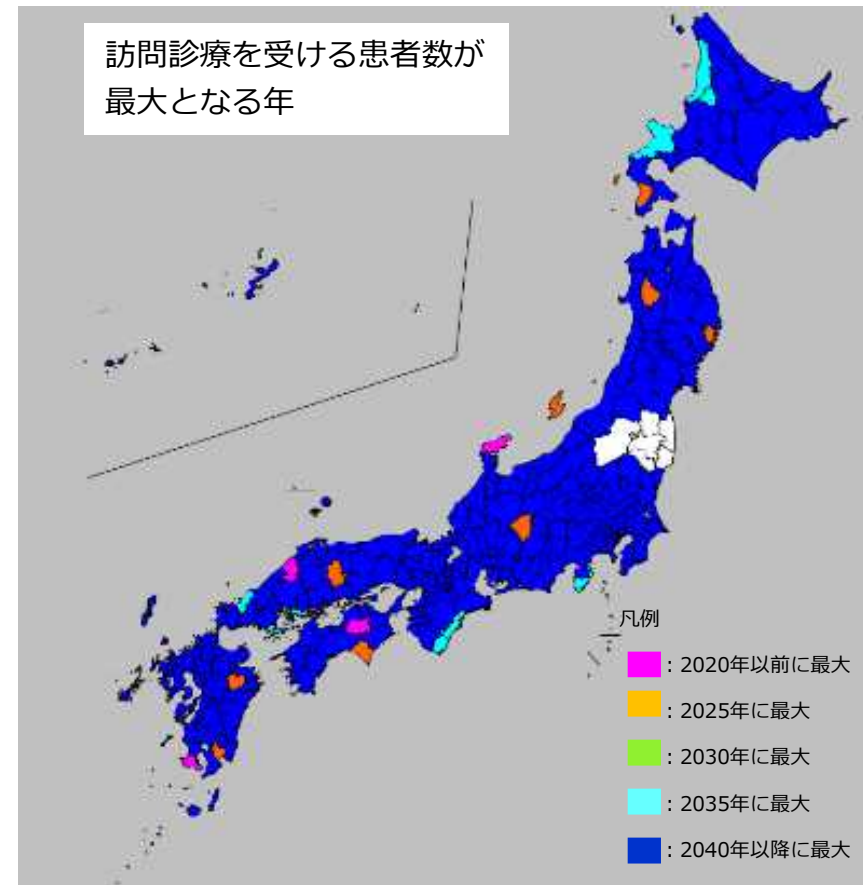 訪問診療を受ける患者数が
最大となる年
凡例
：2020年以前に最大
：2025年に最大
：2030年に最大
：2035年に最大
：2040年以降に最大